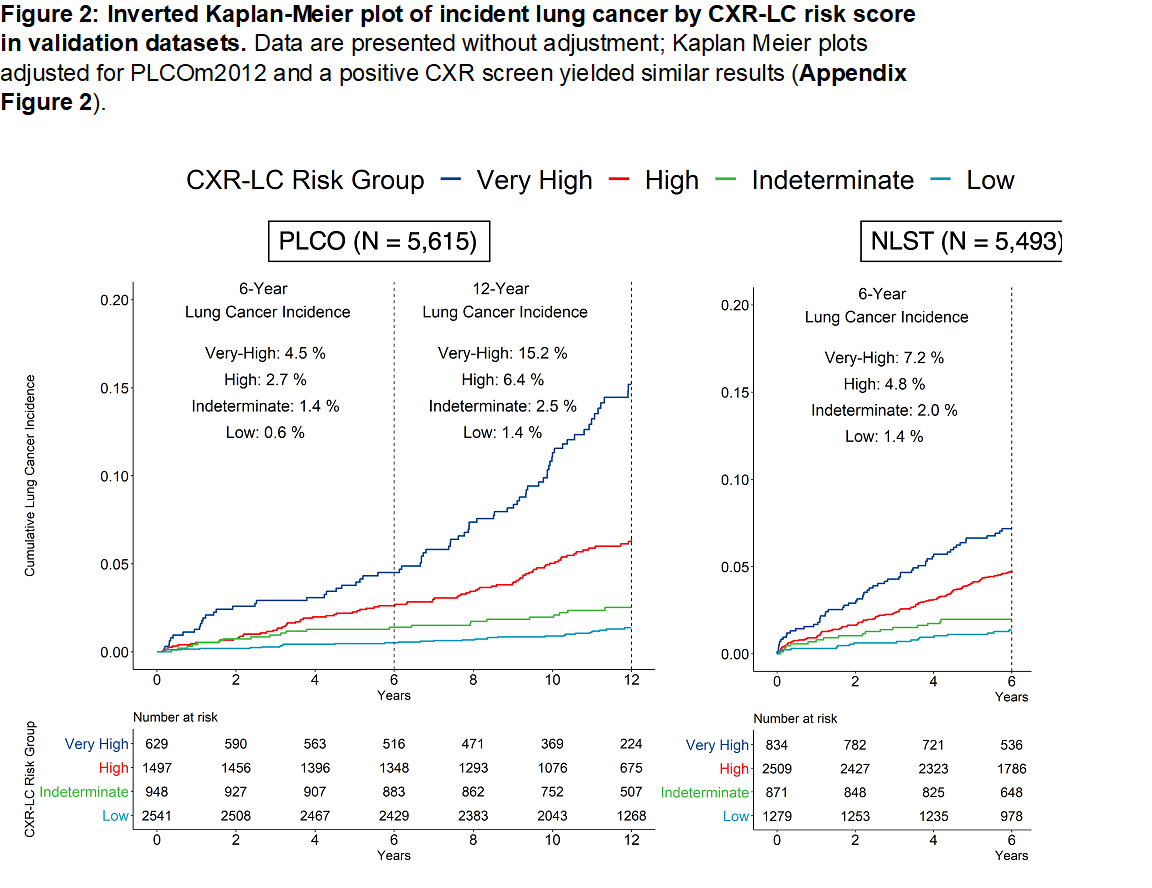 Figure 2: Inverted Kaplan-Meier plot of incident lung cancer by CXR-LC risk score
in validation datasets. Data are presented without adjustment; Kaplan Meier plots
adjusted for PLCOm2012 and a positive CXR screen yielded similar results (Appendix
Figure 2).
CXR-LC Risk Group Very High High Indeterminate Low
PLCO (N = 5,615)
6-Year
Lung Cancer Incidence
Very-High: 4.5 %
High: 2.7 %
Indeterminate: 1.4 %
Low: 0.6 %
12-Year
Lung Cancer Incidence
Very-High: 15.2 %
High: 6.4 %
Indeterminate: 2.5 %
Low: 1.4 %
Cumulative Lung Cancer Incidence
0.20
0.15
0.10
0.05
0.00
0 2 4 6 8 10 12
Years
Number at risk
CXR-LC Risk Group
Very High 629 590 563 516 471 369 224
High 1497 1456 1396 1348 1293 1076 675
Indeterminate 948 927 907 883 862 752 507
Low 2541 2508 2467 2429 2383 2043 1268
0 2 4 6 8 10 12
Years
NLST (N = 5,493)
6-Year
Lung Cancer Incidence
Very-High: 7.2 %
High: 4.8 %
Indeterminate: 2.0 %
Low: 1.4 %
0.20
0.15
0.10
0.05
0.00
0 2 4 6
Years
Number at risk
Very High 834 782 721 536
High 2509 2427 2323 1786
Indeterminate 871 848 825 648
Low 1279 1253 1235 978
0 2 4 6
Years